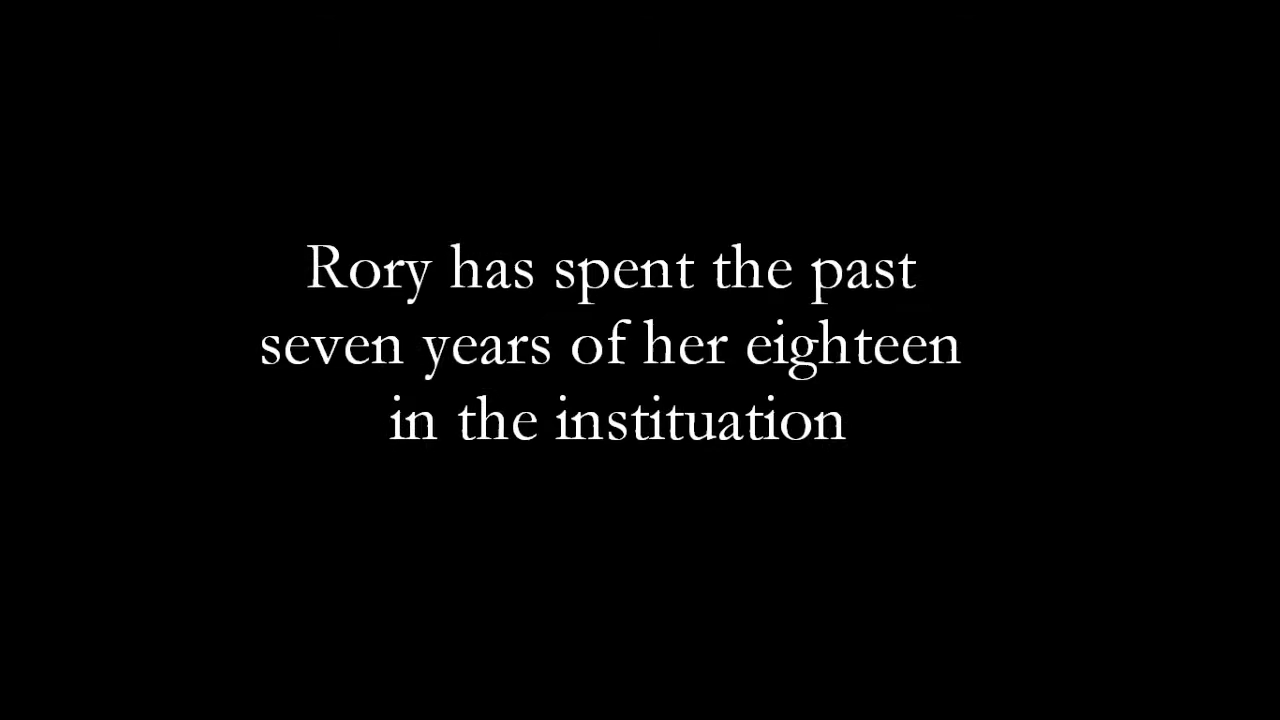 Rory has spent the past
seven years of her eighteen
in the instituation